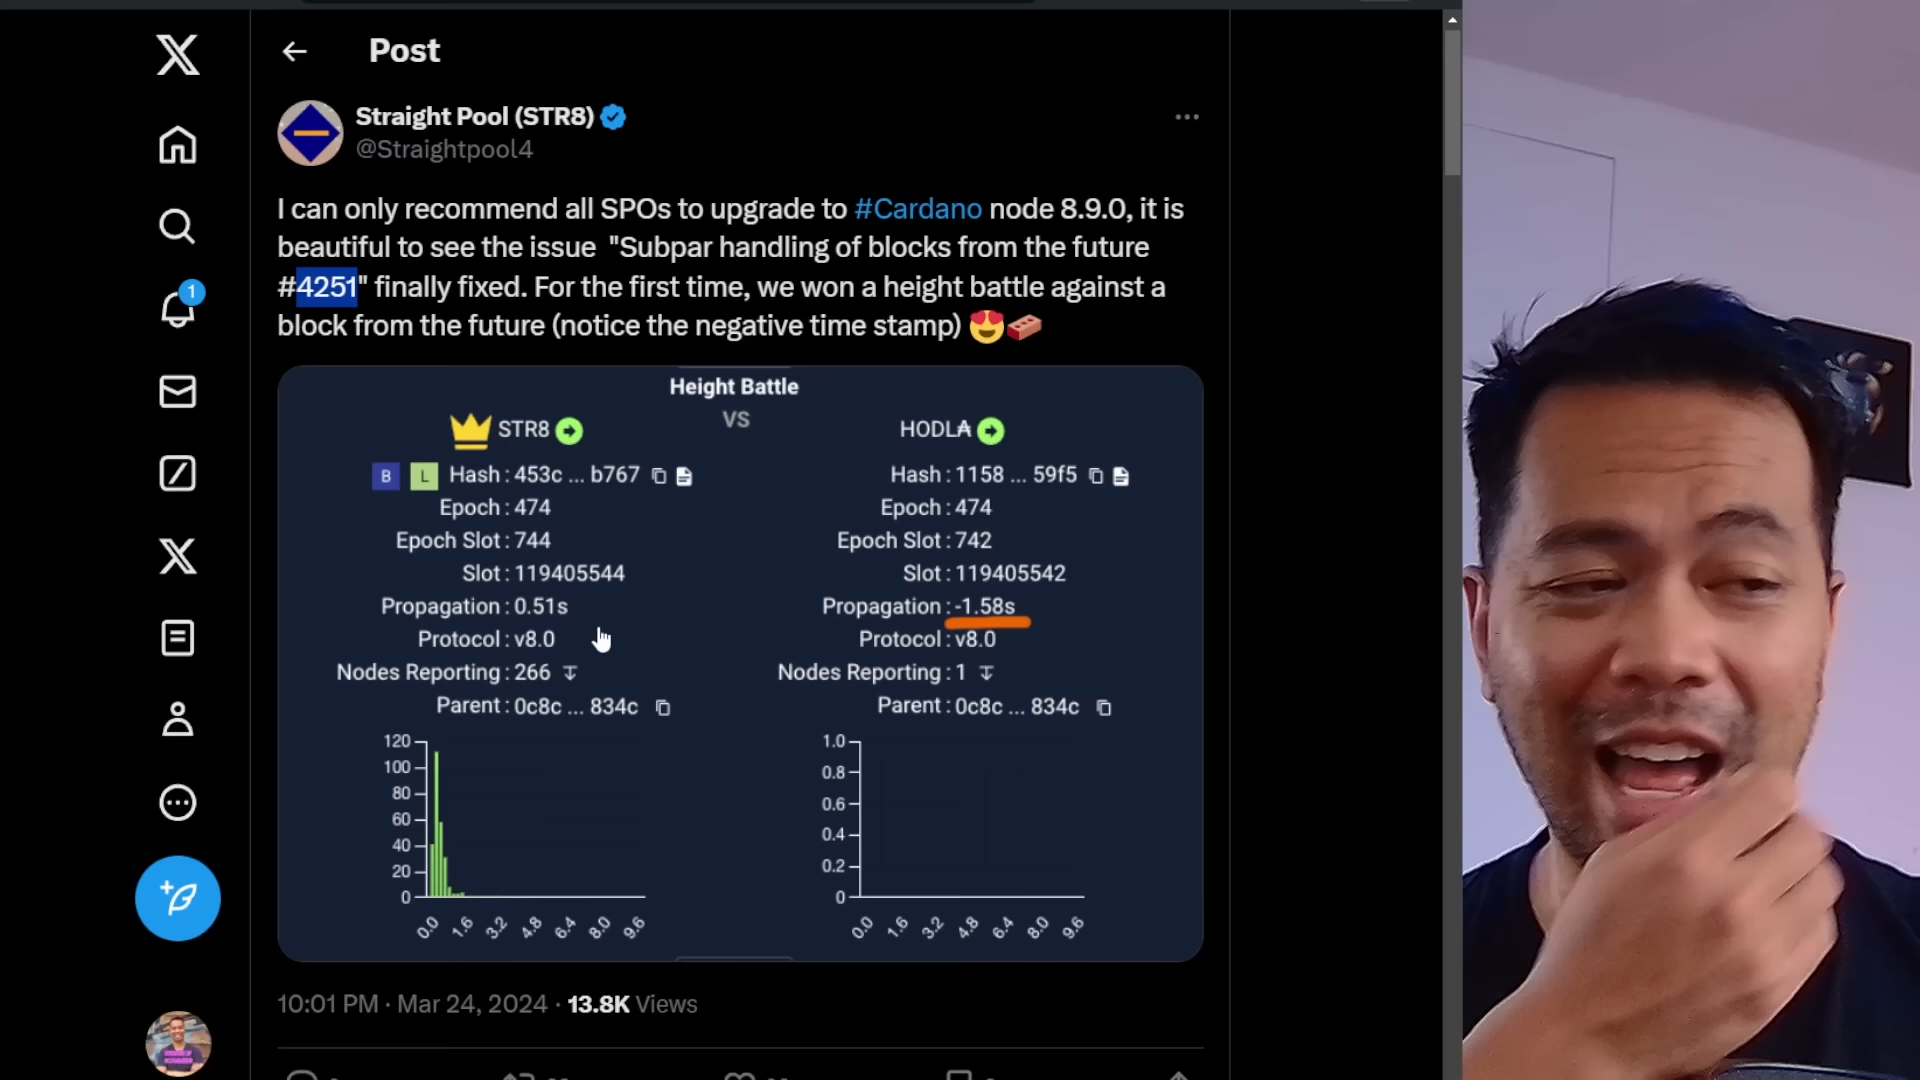 Post
Straight Pool (STR8)
@Straightpool4
I can only recommend all SPOs to upgrade to #Cardano node 8.9.0, it is
beautiful to see the issue "Subpar handling of blocks from the future
#4251" finally fixed. For the first time, we won a height battle against a
block from the future (notice the negative time stamp) 😍🧱
1
Height Battle
VS
STR8
B L Hash : 453c ... b767
Epoch : 474
Epoch Slot : 744
Slot : 119405544
Propagation : 0.51s
Protocol : v8.0
Nodes Reporting : 266
Parent : 0c8c ... 834c
120
100
80
60
40
20
0
0.0 1.6 3.2 4.8 6.4 8.0 9.6
HODL₳
Hash : 1158 ... 59f5
Epoch : 474
Epoch Slot : 742
Slot : 119405542
Propagation : -1.58s
Protocol : v8.0
Nodes Reporting : 1
Parent : 0c8c ... 834c
1.0
0.8
0.6
0.4
0.2
0
0.0 1.6 3.2 4.8 6.4 8.0 9.6
10:01 PM · Mar 24, 2024 · 13.8K Views